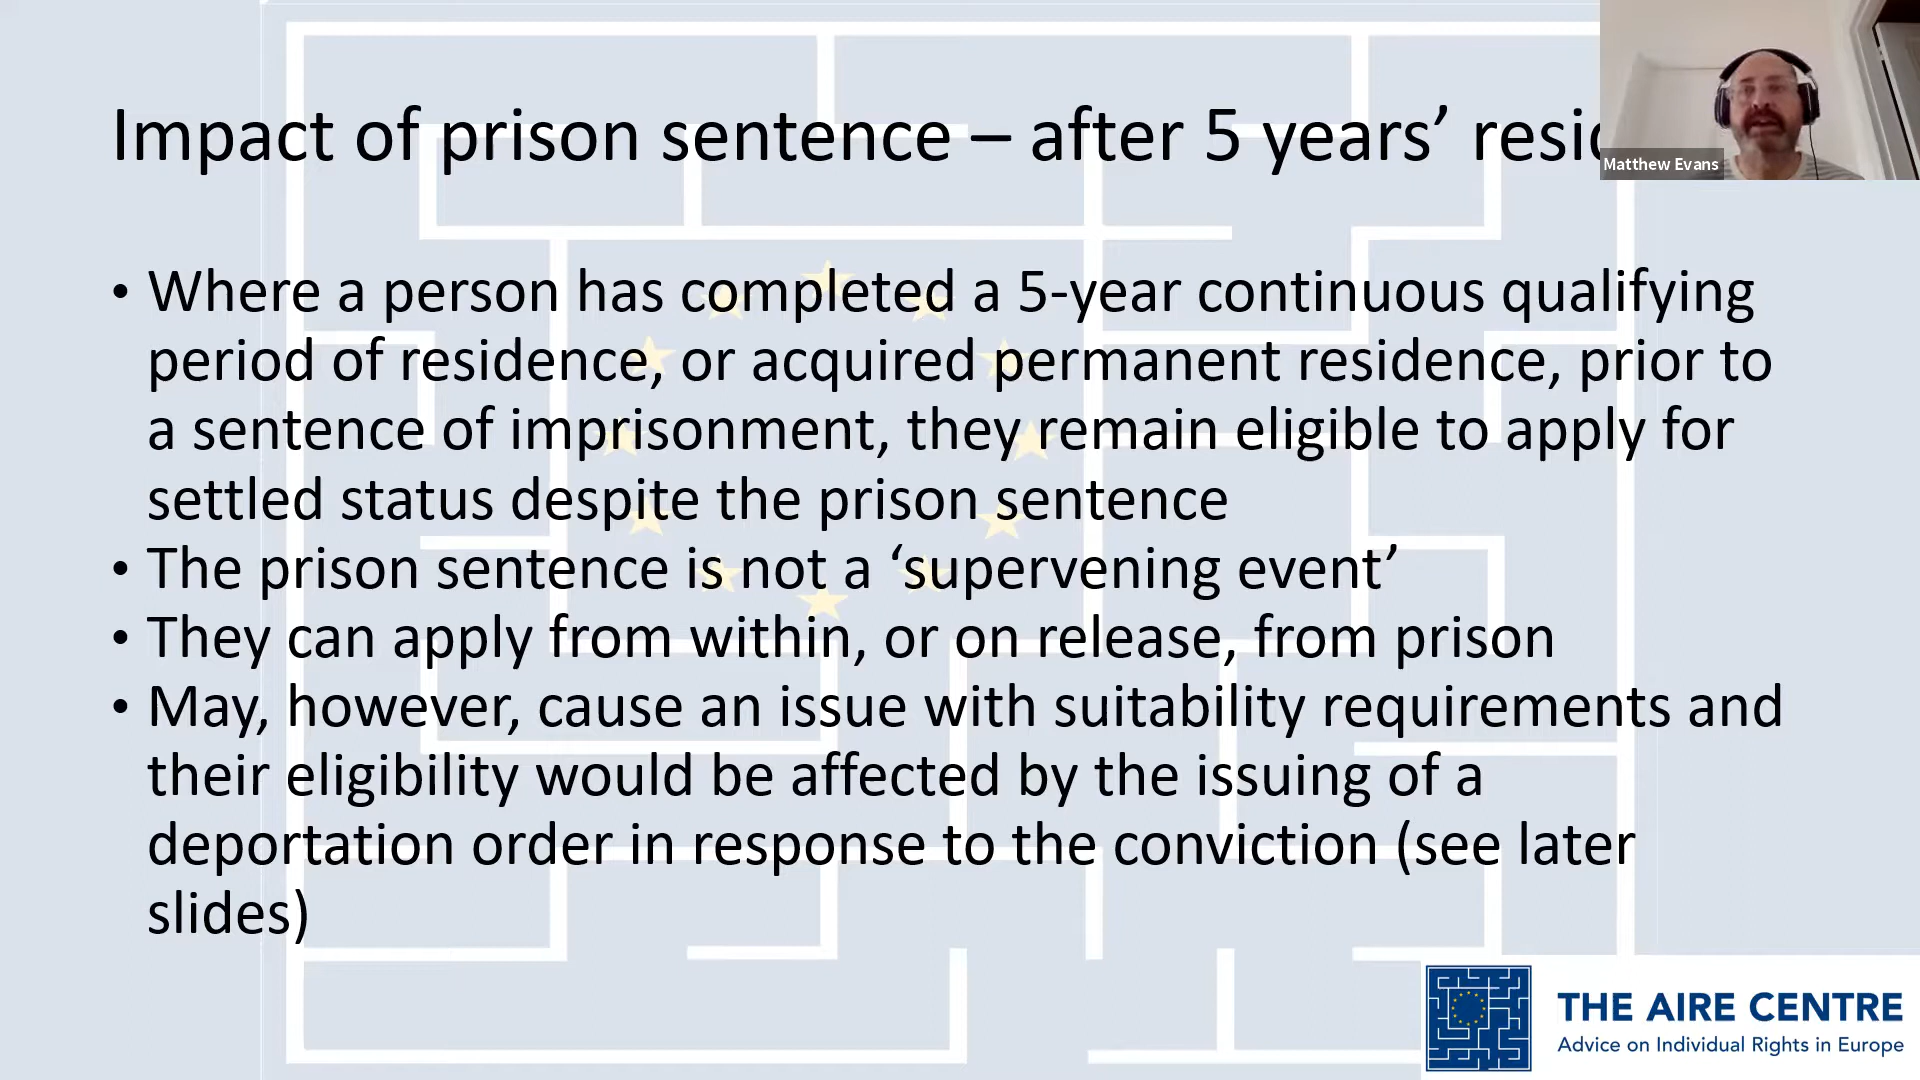 Impact of prison sentence – after 5 years’
Matthew Evans
• Where a person has completed a 5-year continuous qualifying
period of residence, or acquired permanent residence, prior to
a sentence of imprisonment, they remain eligible to apply for
settled status despite the prison sentence
• The prison sentence is not a ‘supervening event’
• They can apply from within, or on release, from prison
• May, however, cause an issue with suitability requirements and
their eligibility would be affected by the issuing of a
deportation order in response to the conviction (see later
slides)
THE AIRE CENTRE
Advice on Individual Rights in Europe